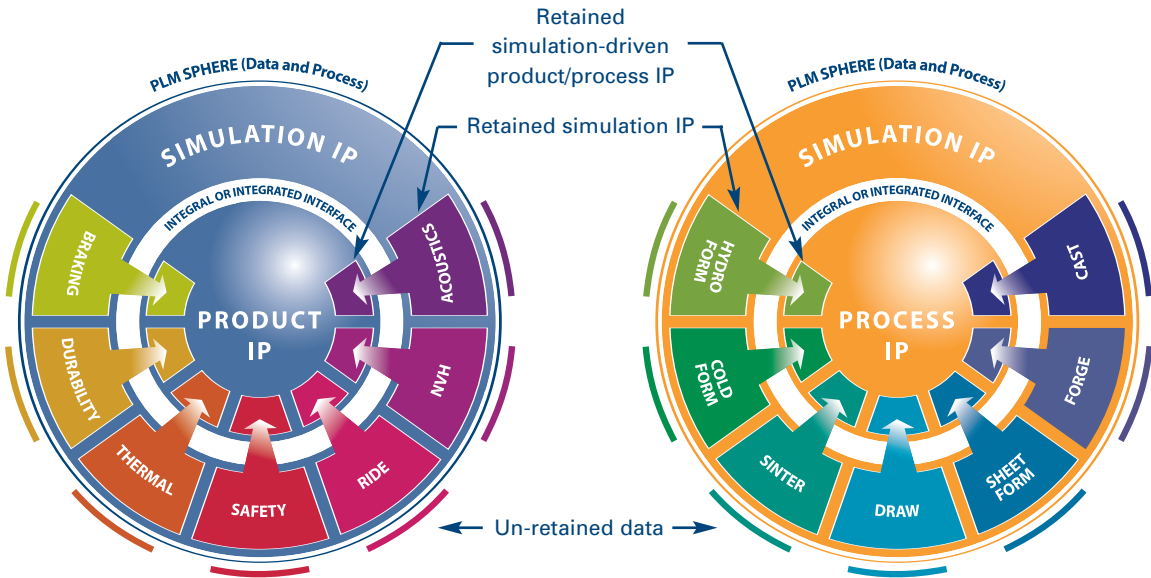 Retained
simulation-driven
product/process IP
Retained simulation IP
PLM SPHERE (Data and Process)
SIMULATION IP
INTEGRAL OR INTEGRATED INTERFACE
PRODUCT
IP
BRAKING
DURABILITY
THERMAL
SAFETY
RIDE
NVH
ACOUSTICS
PLM SPHERE (Data and Process)
SIMULATION IP
INTEGRAL OR INTEGRATED INTERFACE
PROCESS
IP
HYDRO
FORM
COLD
FORM
SINTER
DRAW
SHEET
FORM
FORGE
CAST
Un-retained data